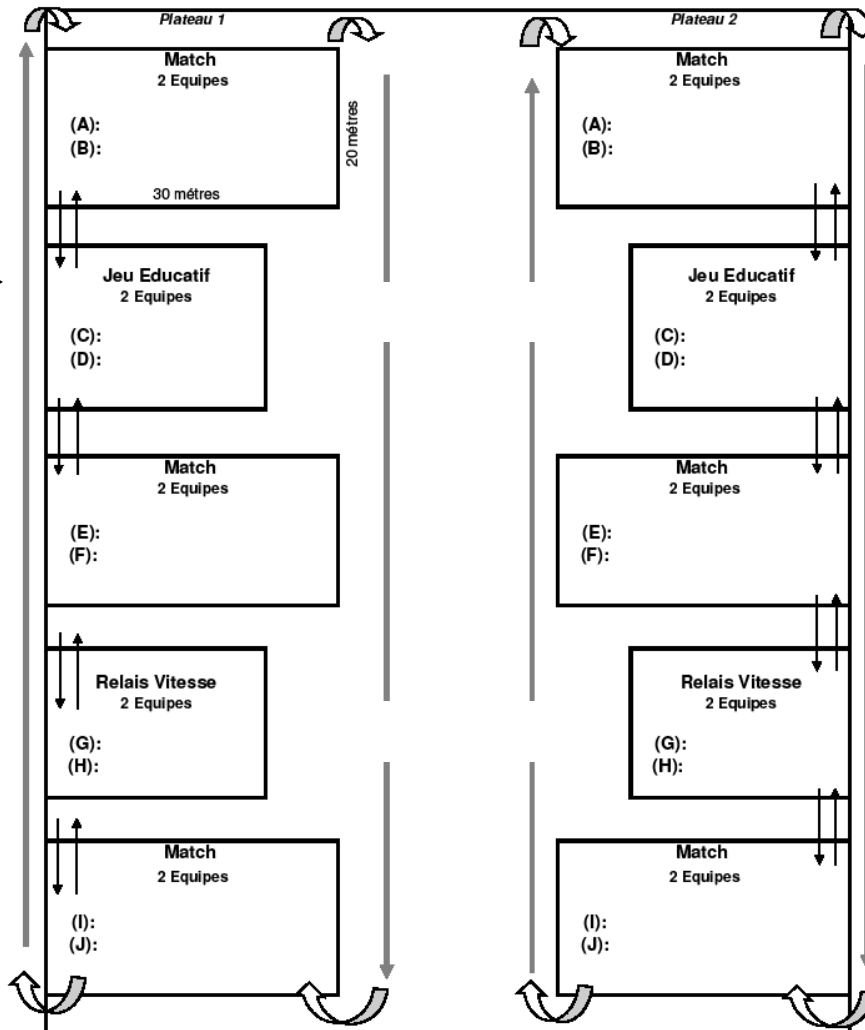 Plateau 1
Match
2 Equipes
(A):
(B):
20 métres
30 métres
Jeu Educatif
2 Equipes
(C):
(D):
Match
2 Equipes
(E):
(F):
Relais Vitesse
2 Equipes
(G):
(H):
Match
2 Equipes
(I):
(J):
Plateau 2
Match
2 Equipes
(A):
(B):
Jeu Educatif
2 Equipes
(C):
(D):
Match
2 Equipes
(E):
(F):
Relais Vitesse
2 Equipes
(G):
(H):
Match
2 Equipes
(I):
(J):